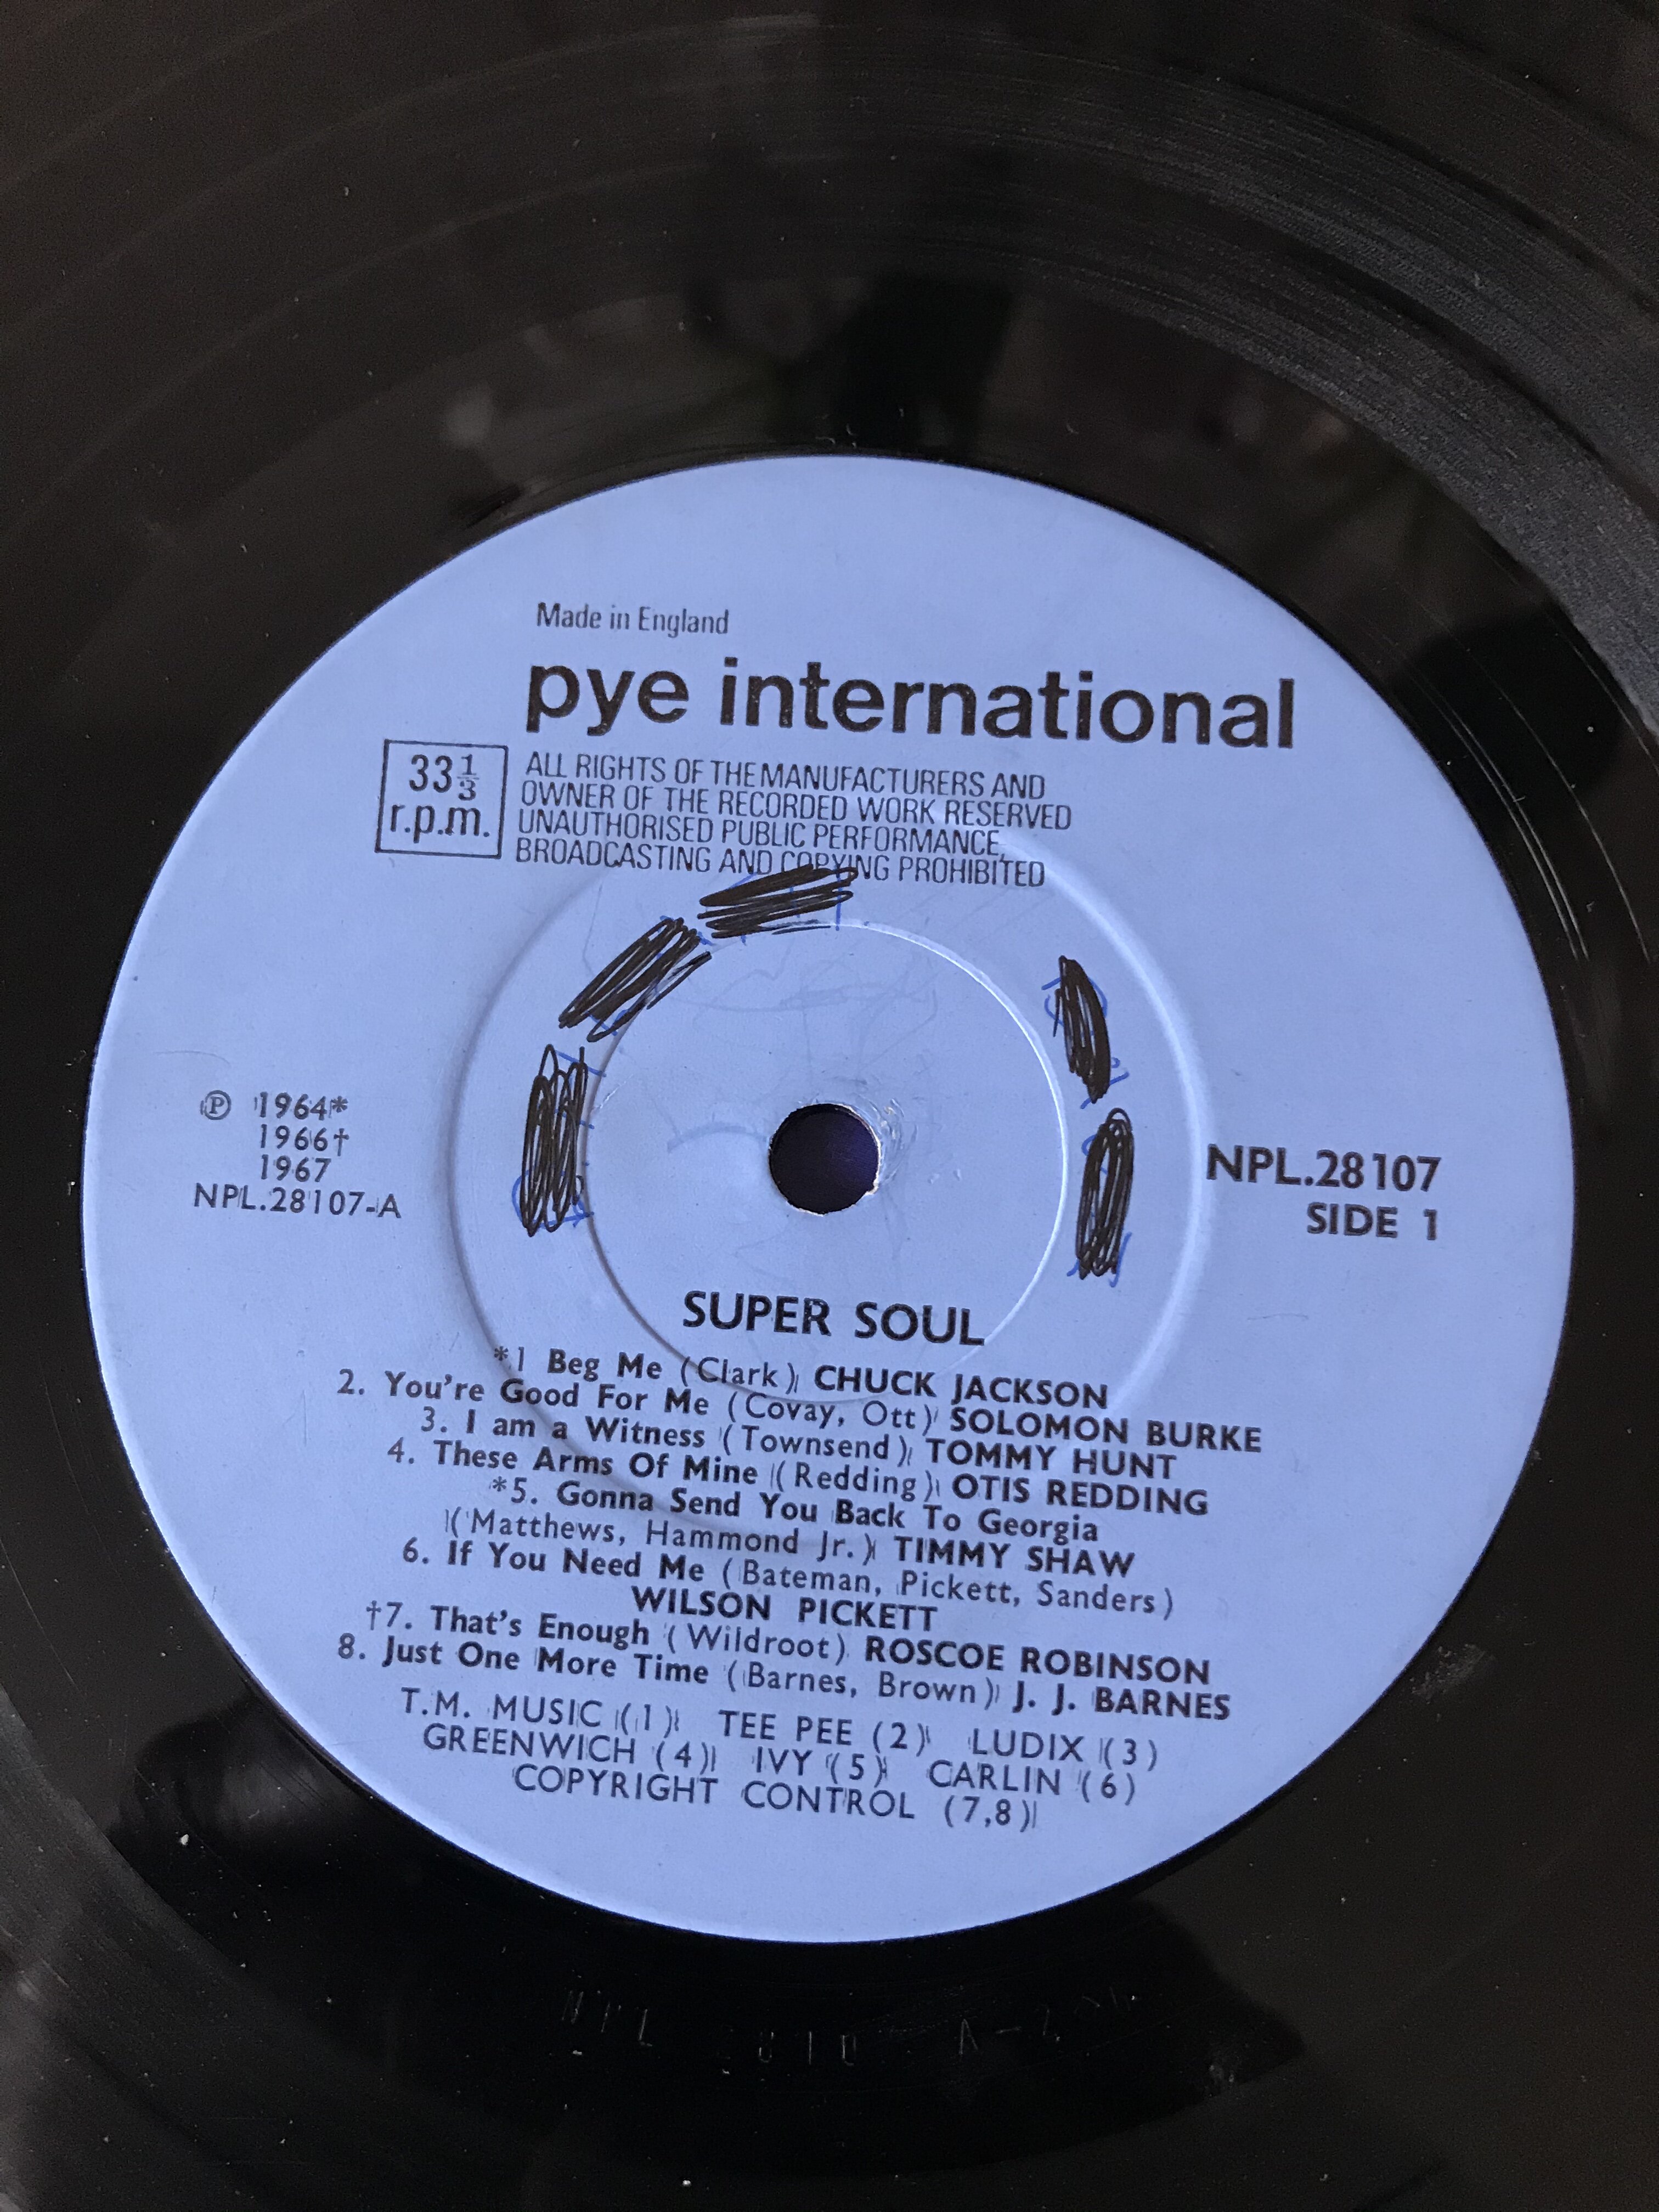 Made in England
pye international
33 1/3
r.p.m.
ALL RIGHTS OF THE MANUFACTURERS AND
OWNER OF THE RECORDED WORK RESERVED
UNAUTHORISED PUBLIC PERFORMANCE,
BROADCASTING AND COPYING PROHIBITED
℗ 1964*
1966†
1967
NPL.28107-A
NPL.28107
SIDE 1
SUPER SOUL
*1 Beg Me (Clark) CHUCK JACKSON
2. You're Good For Me (Covay, Ott) SOLOMON BURKE
3. I am a Witness (Townsend) TOMMY HUNT
4. These Arms Of Mine (Redding) OTIS REDDING
*5. Gonna Send You Back To Georgia
(Matthews, Hammond Jr.) TIMMY SHAW
6. If You Need Me (Bateman, Pickett, Sanders)
WILSON PICKETT
†7. That's Enough (Wildroot) ROSCOE ROBINSON
8. Just One More Time (Barnes, Brown) J. J. BARNES
T.M. MUSIC (1) TEE PEE (2) LUDIX (3)
GREENWICH (4) IVY (5) CARLIN (6)
COPYRIGHT CONTROL (7,8)